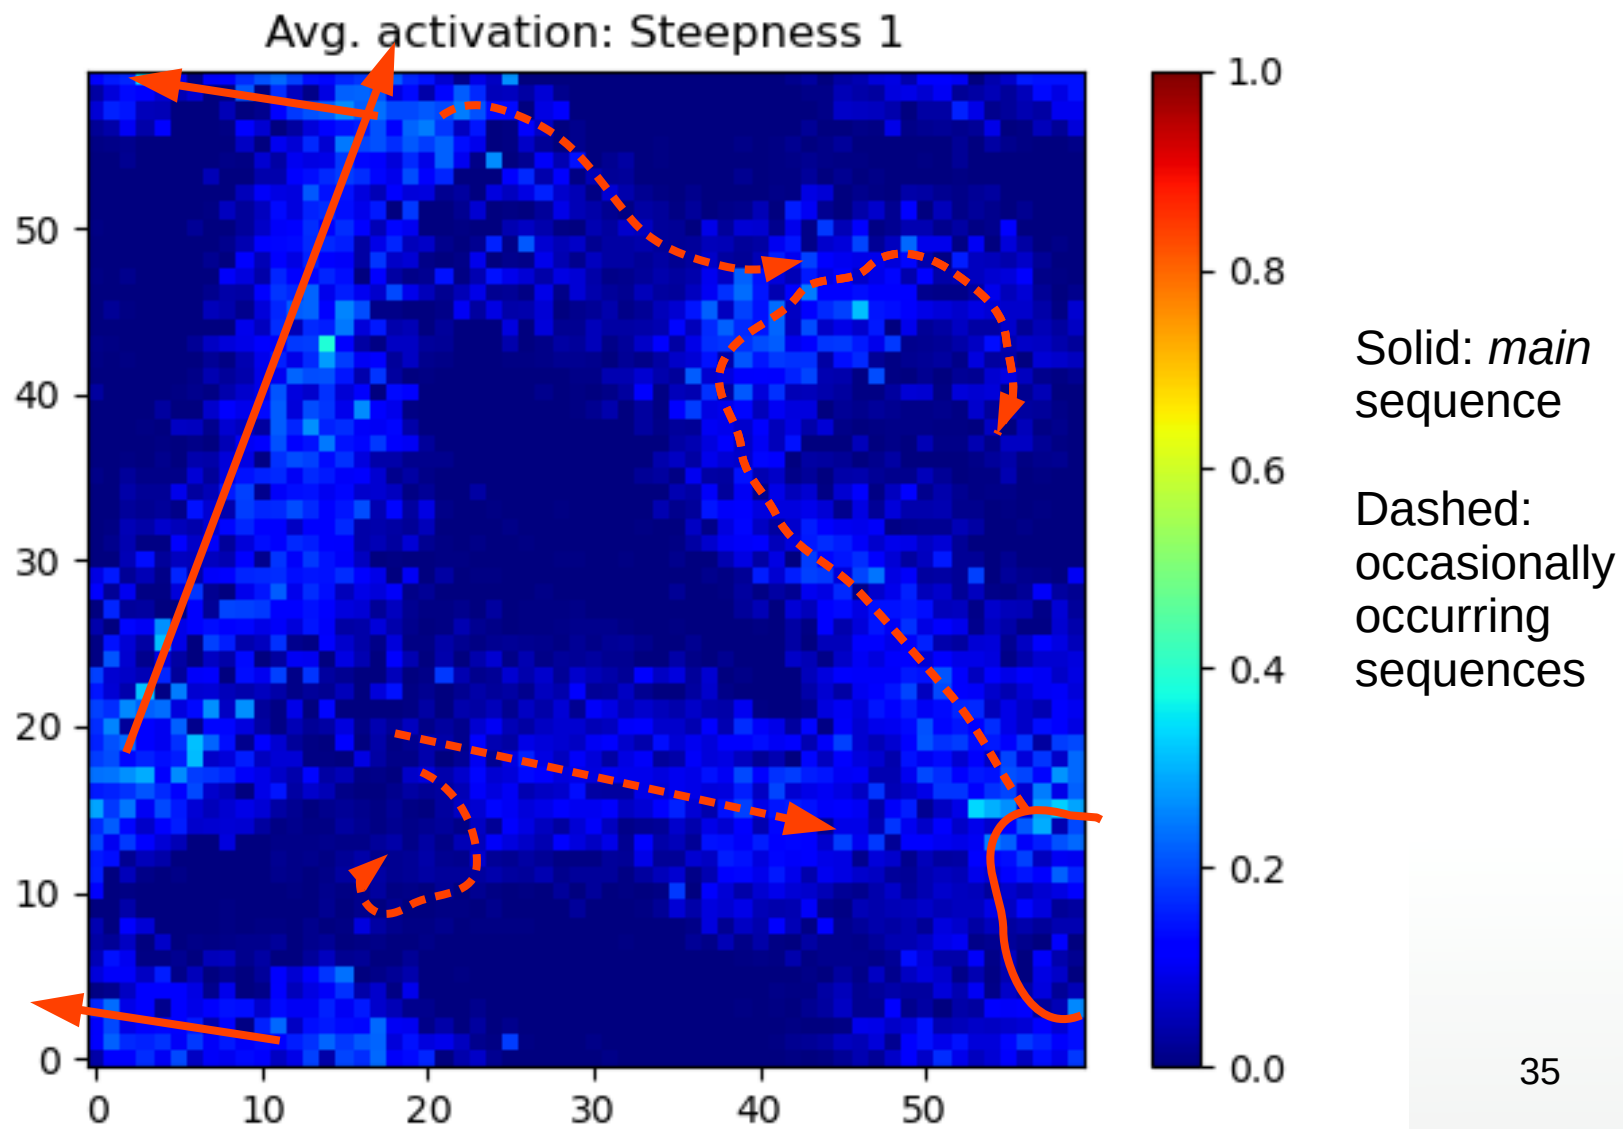 Avg. activation: Steepness 1
50
40
30
20
10
0
0 10 20 30 40 50
1.0
0.8
0.6
0.4
0.2
0.0
Solid: main
sequence
Dashed:
occasionally
occurring
sequences
35